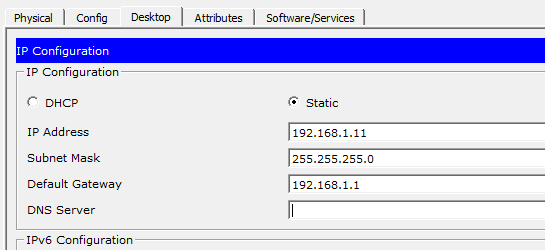 Physical Config Desktop Attributes Software/Services
IP Configuration
IP Configuration
DHCP Static
IP Address 192.168.1.11
Subnet Mask 255.255.255.0
Default Gateway 192.168.1.1
DNS Server
IPv6 Configuration